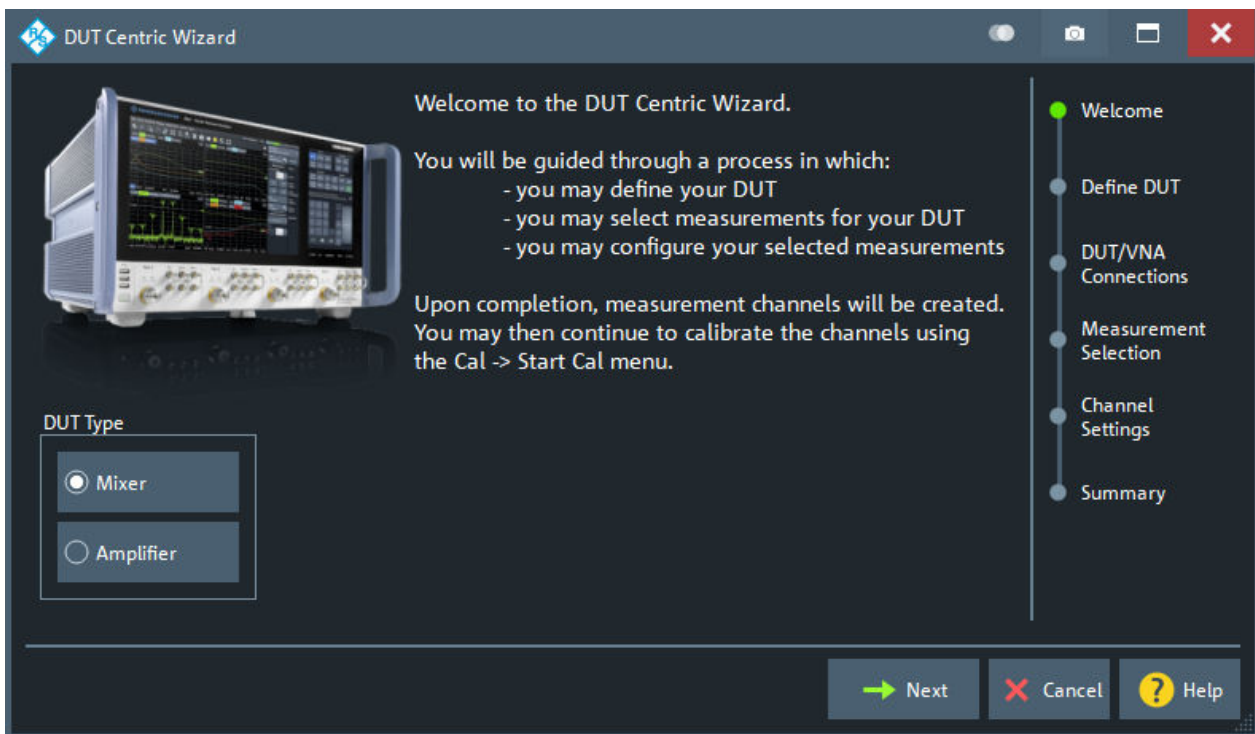 DUT Centric Wizard
Welcome to the DUT Centric Wizard.
You will be guided through a process in which:
- you may define your DUT
- you may select measurements for your DUT
- you may configure your selected measurements
Upon completion, measurement channels will be created.
You may then continue to calibrate the channels using
the Cal -> Start Cal menu.
DUT Type
Mixer
Amplifier
Welcome
Define DUT
DUT/VNA
Connections
Measurement
Selection
Channel
Settings
Summary
Next
Cancel
? Help